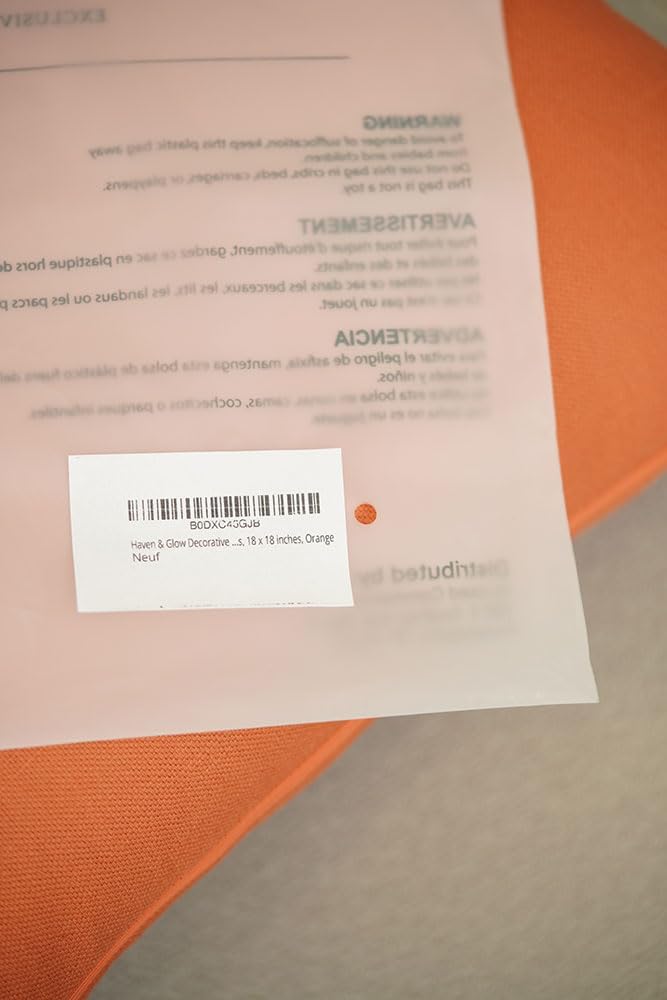 EXCLUSIV
WARNING
To avoid danger of suffocation, keep this plastic bag away
from babies and children.
Do not use this bag in cribs, beds, carriages, or playpens.
This bag is not a toy.
AVERTISSEMENT
Pour éviter tout risque d'étouffement, gardez ce sac en plastique hors de
des bébés et des enfants.
Ne pas utiliser ce sac dans les berceaux, les lits, les landaus ou les parcs p
Ce sac n'est pas un jouet.
ADVERTENCIA
Para evitar el peligro de asfixia, mantenga esta bolsa de plástico fuera del
de bebés y niños.
No utilice esta bolsa en cunas, camas, cochecitos o parques infantiles.
Esta bolsa no es un juguete.
B0DXC45GJB
Haven & Glow Decorative ...s, 18 x 18 inches, Orange
Neuf
Distributed by